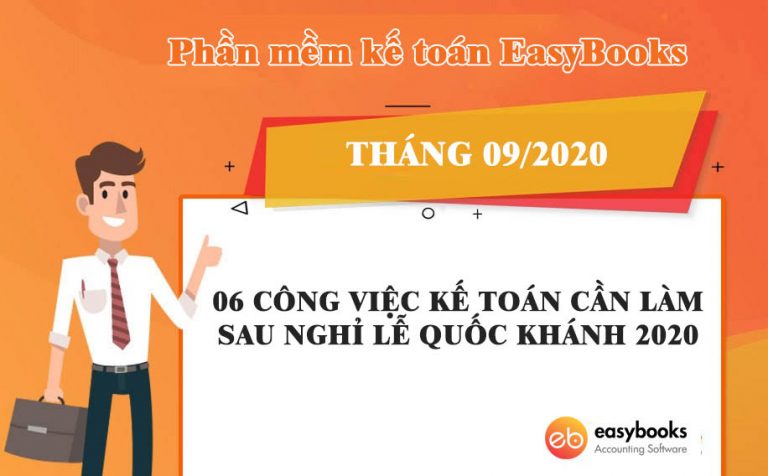 Phần mềm kế toán EasyBooks
THÁNG 09/2020
06 CÔNG VIỆC KẾ TOÁN CẦN LÀM
SAU NGHỈ LỄ QUỐC KHÁNH 2020
eb easybooks
Accounting Software